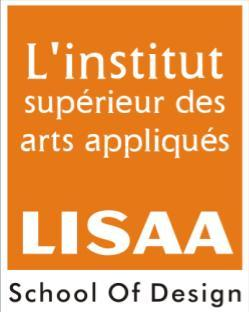 L'institut
supérieur des
arts appliqués
LISAA
School Of Design